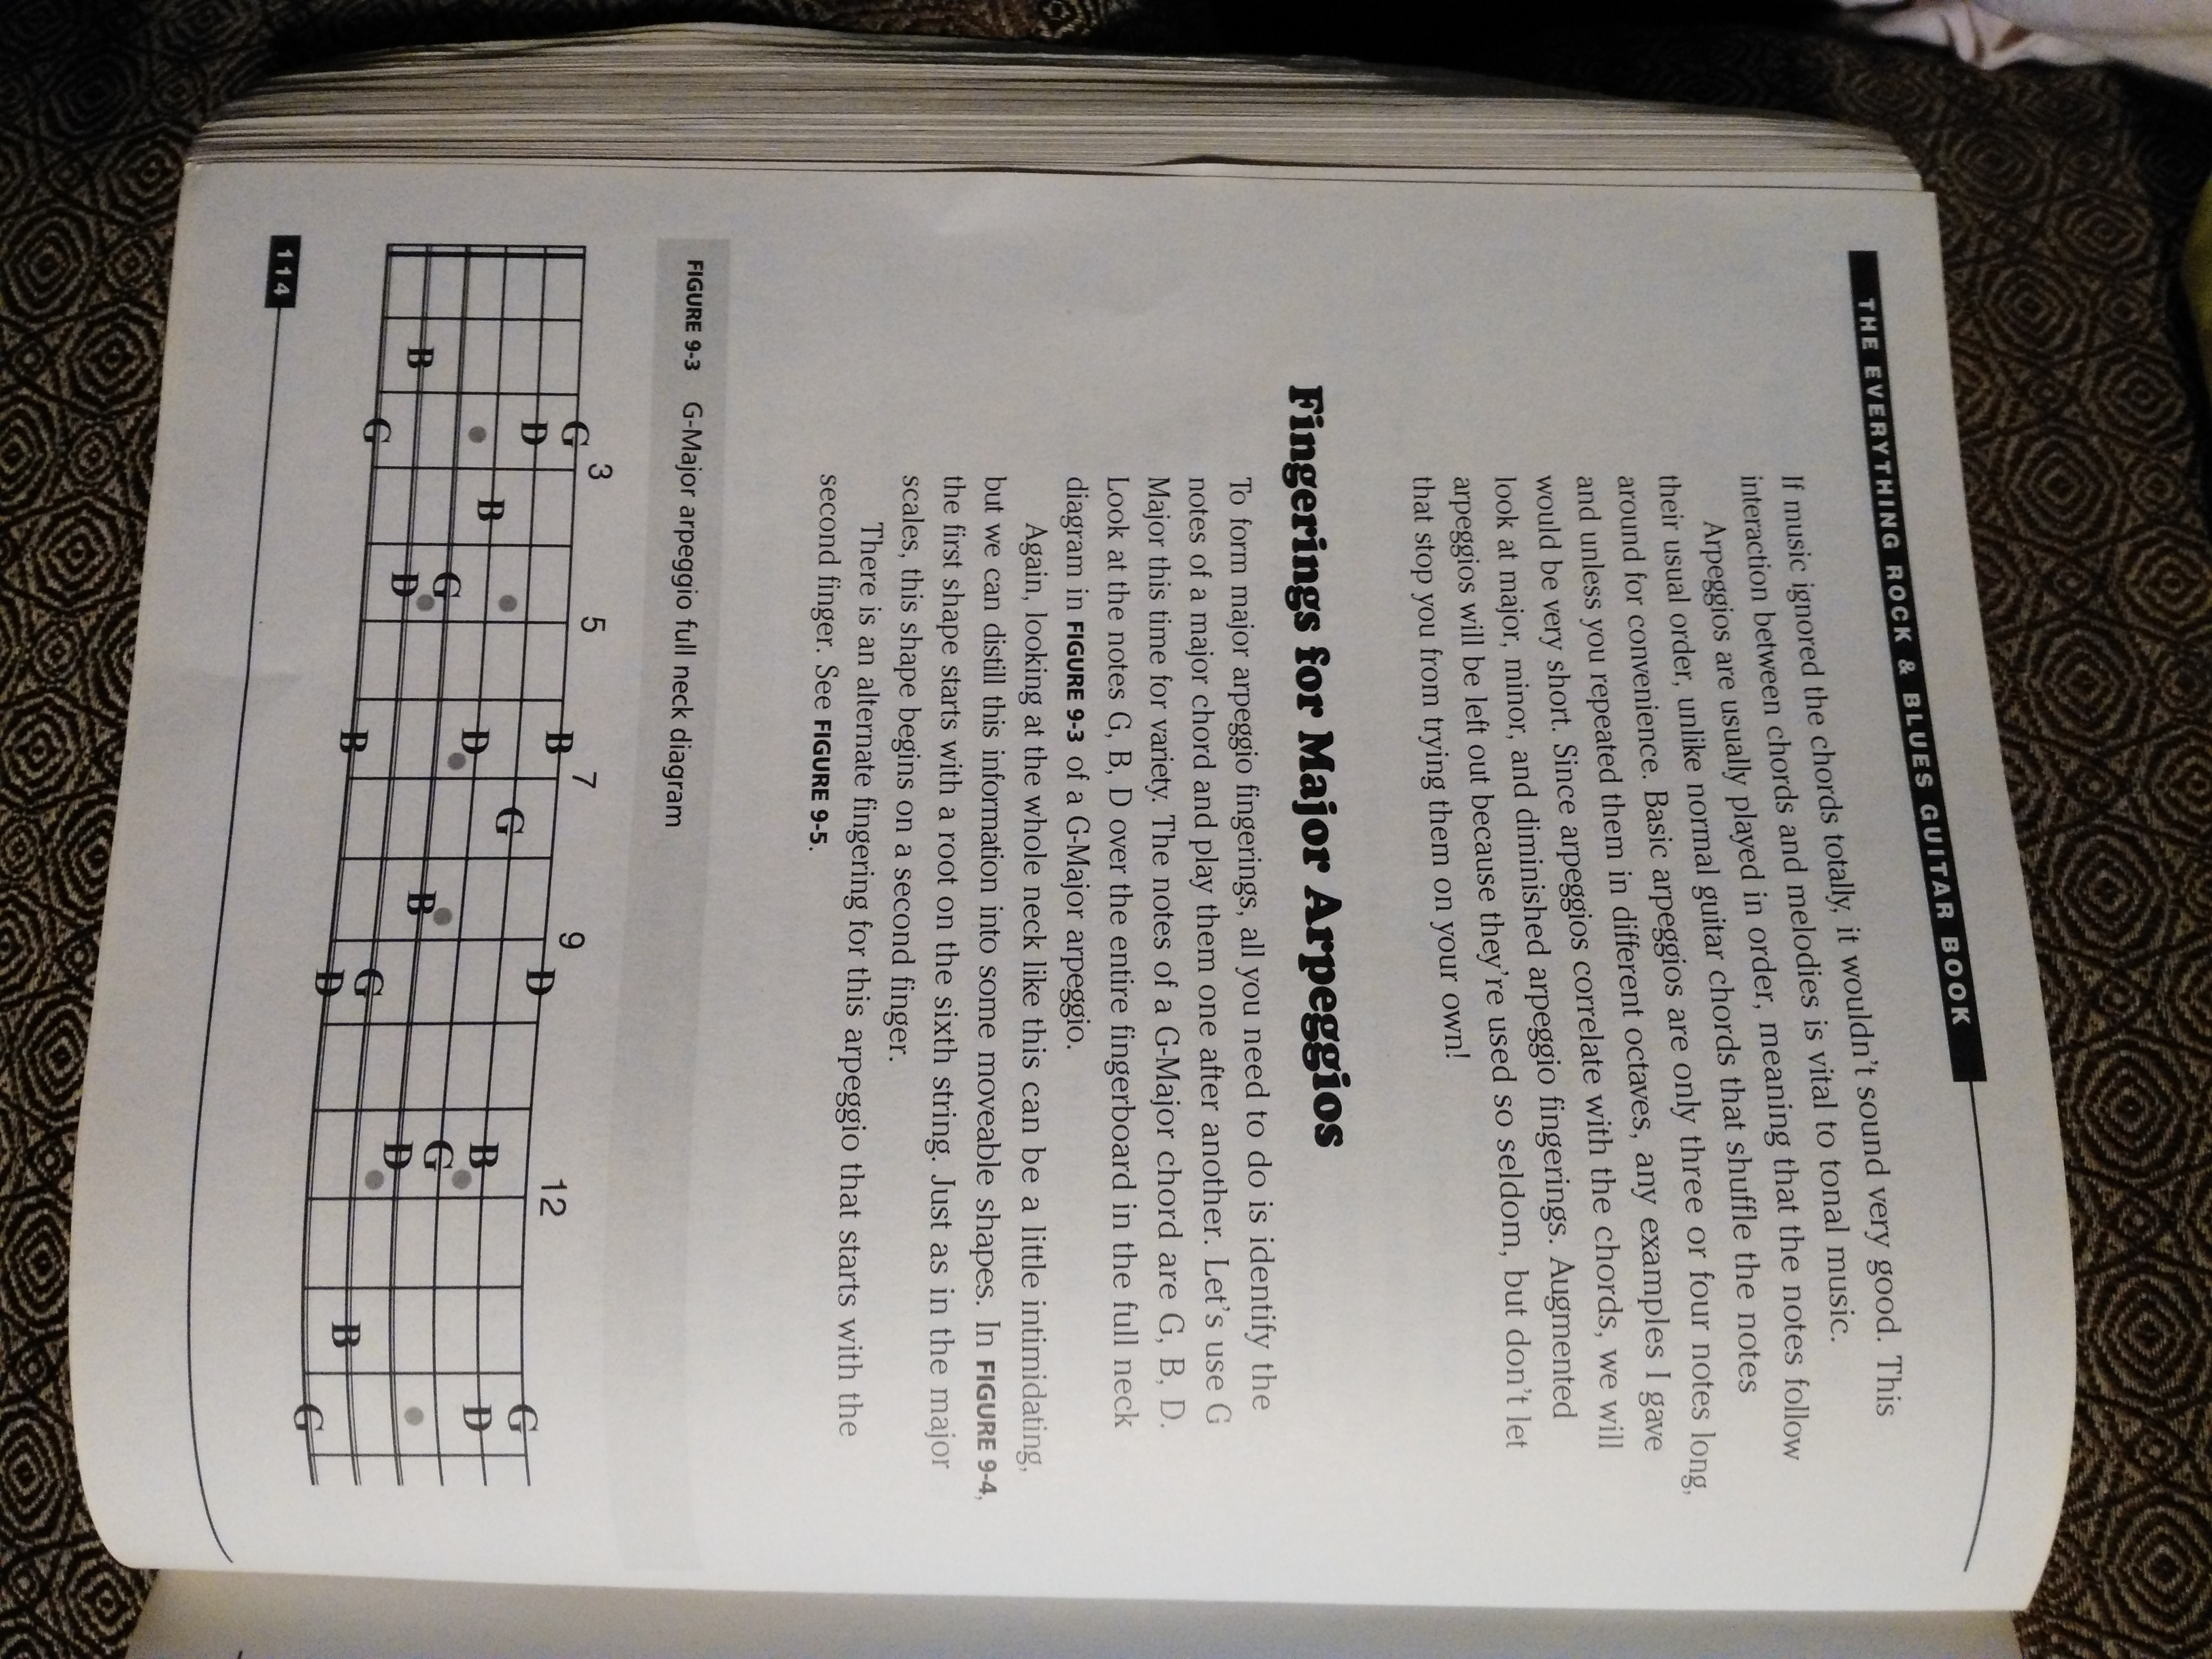 THE EVERYTHING ROCK & BLUES GUITAR BOOK
If music ignored the chords totally, it wouldn't sound very good. This
interaction between chords and melodies is vital to tonal music.
Arpeggios are usually played in order, meaning that the notes follow
their usual order, unlike normal guitar chords that shuffle the notes
around for convenience. Basic arpeggios are only three or four notes long,
and unless you repeated them in different octaves, any examples I gave
would be very short. Since arpeggios correlate with the chords, we will
look at major, minor, and diminished arpeggio fingerings. Augmented
arpeggios will be left out because they're used so seldom, but don't let
that stop you from trying them on your own!
Fingerings for Major Arpeggios
To form major arpeggio fingerings, all you need to do is identify the
notes of a major chord and play them one after another. Let's use G
Major this time for variety. The notes of a G-Major chord are G, B, D.
Look at the notes G, B, D over the entire fingerboard in the full neck
diagram in FIGURE 9-3 of a G-Major arpeggio.
Again, looking at the whole neck like this can be a little intimidating,
but we can distill this information into some moveable shapes. In FIGURE 9-4,
the first shape starts with a root on the sixth string. Just as in the major
scales, this shape begins on a second finger.
There is an alternate fingering for this arpeggio that starts with the
second finger. See FIGURE 9-5.
FIGURE 9-3 G-Major arpeggio full neck diagram
3 5 7 9 12
G B D G
D G B D
B D G
G B D
B D G B
G B D G
114